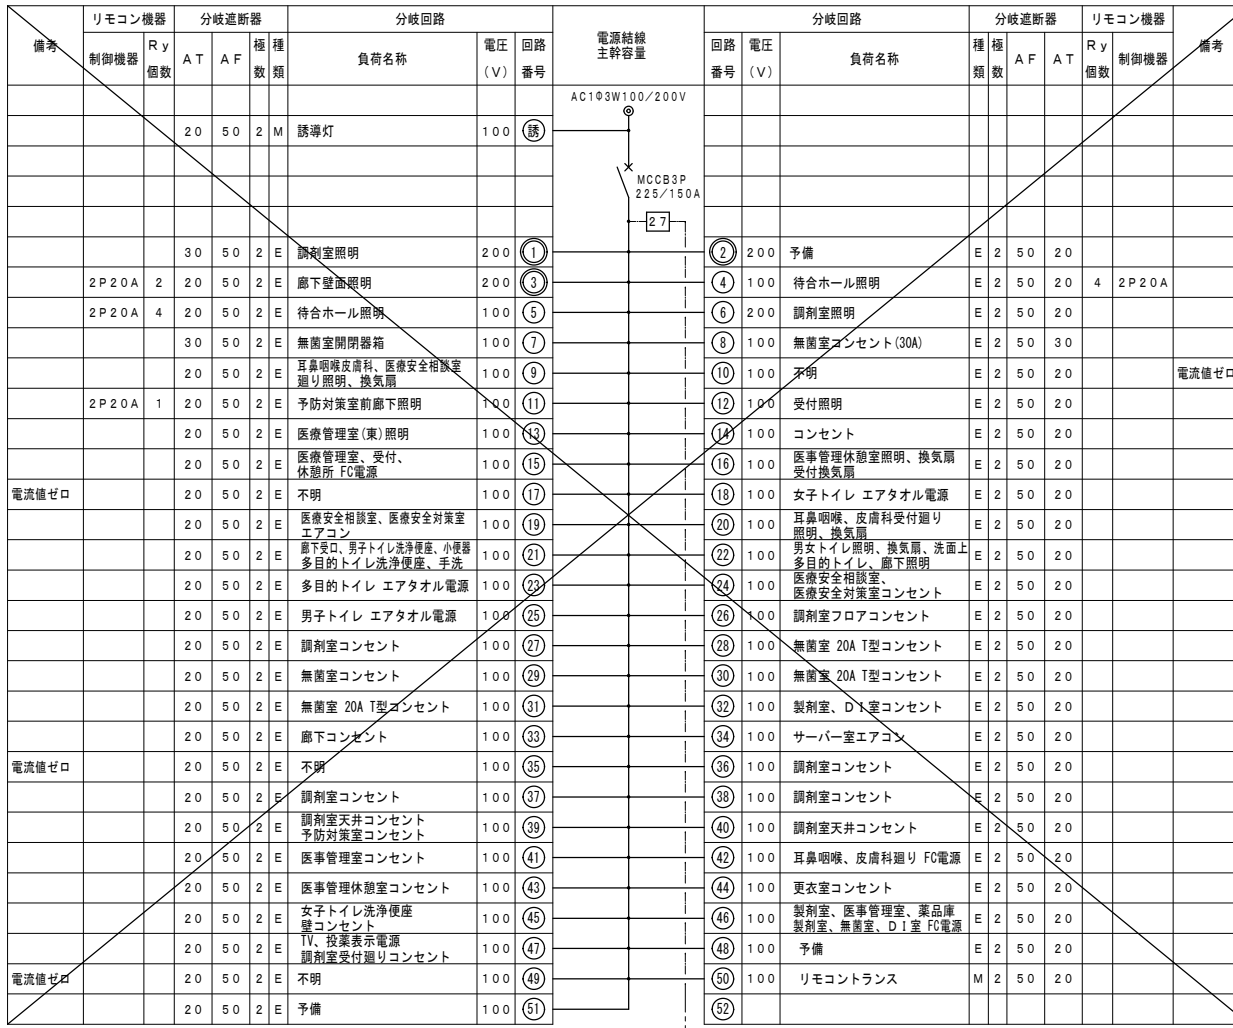 リモコン機器 分岐遮断器 分岐回路 電源結線 分岐回路 分岐遮断器 リモコン機器
備考 制御機器 Ry個数 AT AF 極数 種類 負荷名称 電圧(V) 回路番号 主幹容量 回路番号 電圧(V) 負荷名称 種類 極数 AF AT Ry個数 制御機器 備考
AC1Φ3W100/200V
20 50 2 M 誘導灯 100 誘
MCCB3P
225/150A
27
30 50 2 E 調剤室照明 200 1 2 200 予備 E 2 50 20
2P20A 2 20 50 2 E 廊下壁面照明 200 3 4 100 待合ホール照明 E 2 50 20 4 2P20A
2P20A 4 20 50 2 E 待合ホール照明 100 5 6 200 調剤室照明 E 2 50 20
30 50 2 E 無菌室開閉器箱 100 7 8 100 無菌室コンセント(30A) E 2 50 30
耳鼻咽喉皮膚科、医療安全相談室
20 50 2 E 廻り照明、換気扇 100 9 10 100 不明 E 2 50 20 電流値ゼロ
2P20A 1 20 50 2 E 予防対策室前廊下照明 100 11 12 100 受付照明 E 2 50 20
20 50 2 E 医療管理室(東)照明 100 13 14 100 コンセント E 2 50 20
医療管理室、受付、 医事管理休憩室照明、換気扇
20 50 2 E 休憩所 FC電源 100 15 16 100 受付換気扇 E 2 50 20
電流値ゼロ 20 50 2 E 不明 100 17 18 100 女子トイレ エアタオル電源 E 2 50 20
医療安全相談室、医療安全対策室 耳鼻咽喉、皮膚科受付廻り
20 50 2 E エアコン 100 19 20 100 照明、換気扇 E 2 50 20
廊下受口、男子トイレ洗浄便座、小便器 男女トイレ照明、換気扇、洗面上
20 50 2 E 多目的トイレ洗浄便座、手洗 100 21 22 100 多目的トイレ、廊下照明 E 2 50 20
医療安全相談室、
20 50 2 E 多目的トイレ エアタオル電源 100 23 24 100 医療安全対策室コンセント E 2 50 20
20 50 2 E 男子トイレ エアタオル電源 100 25 26 100 調剤室フロアコンセント E 2 50 20
20 50 2 E 調剤室コンセント 100 27 28 100 無菌室 20A T型コンセント E 2 50 20
20 50 2 E 無菌室コンセント 100 29 30 100 無菌室 20A T型コンセント E 2 50 20
20 50 2 E 無菌室 20A T型コンセント 100 31 32 100 製剤室、DI室コンセント E 2 50 20
20 50 2 E 廊下コンセント 100 33 34 100 サーバー室エアコン E 2 50 20
電流値ゼロ 20 50 2 E 不明 100 35 36 100 調剤室コンセント E 2 50 20
20 50 2 E 調剤室コンセント 100 37 38 100 調剤室コンセント E 2 50 20
調剤室天井コンセント
20 50 2 E 予防対策室コンセント 100 39 40 100 調剤室天井コンセント E 2 50 20
20 50 2 E 医事管理室コンセント 100 41 42 100 耳鼻咽喉、皮膚科廻り FC電源 E 2 50 20
20 50 2 E 医事管理休憩室コンセント 100 43 44 100 更衣室コンセント E 2 50 20
女子トイレ洗浄便座 製剤室、医事管理室、薬品庫
20 50 2 E 壁コンセント 100 45 46 100 製剤室、無菌室、DI室 FC電源 E 2 50 20
TV、投薬表示電源
20 50 2 E 調剤室受付廻りコンセント 100 47 48 100 予備 E 2 50 20
電流値ゼロ 20 50 2 E 不明 100 49 50 100 リモコントランス M 2 50 20
20 50 2 E 予備 100 51 52